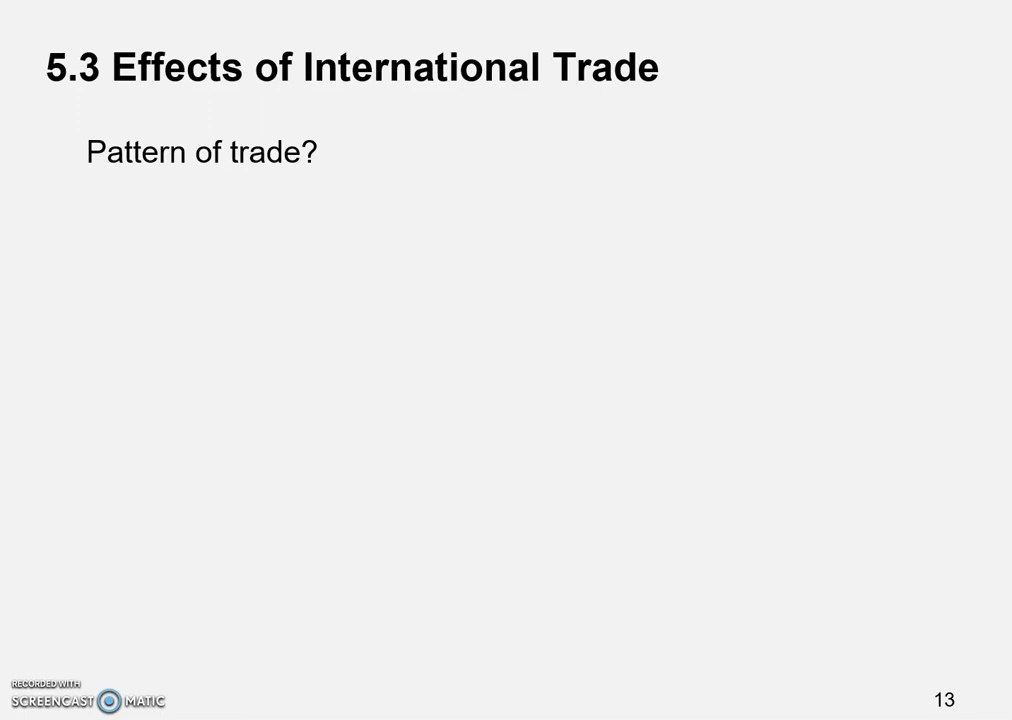 5.3 Effects of International Trade
Pattern of trade?
RECORDED WITH
SCREENCAST MATIC
13